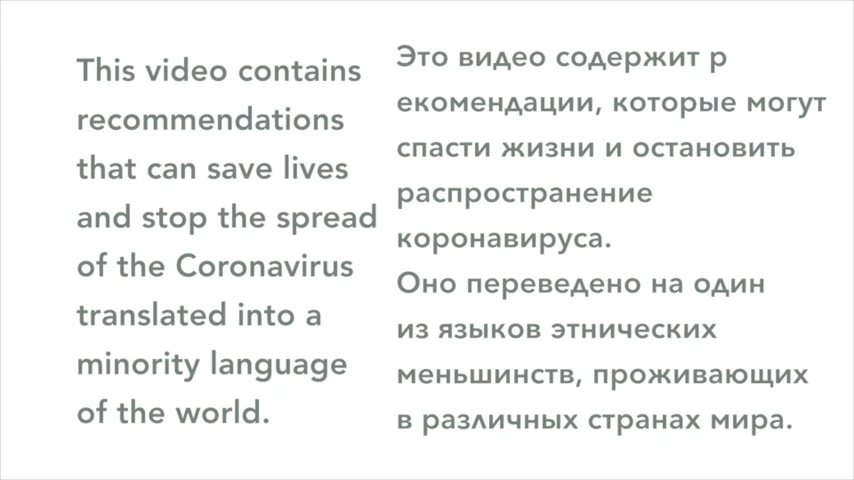 This video contains
recommendations
that can save lives
and stop the spread
of the Coronavirus
translated into a
minority language
of the world.
Это видео содержит р
екомендации, которые могут
спасти жизни и остановить
распространение
коронавируса.
Оно переведено на один
из языков этнических
меньшинств, проживающих
в различных странах мира.